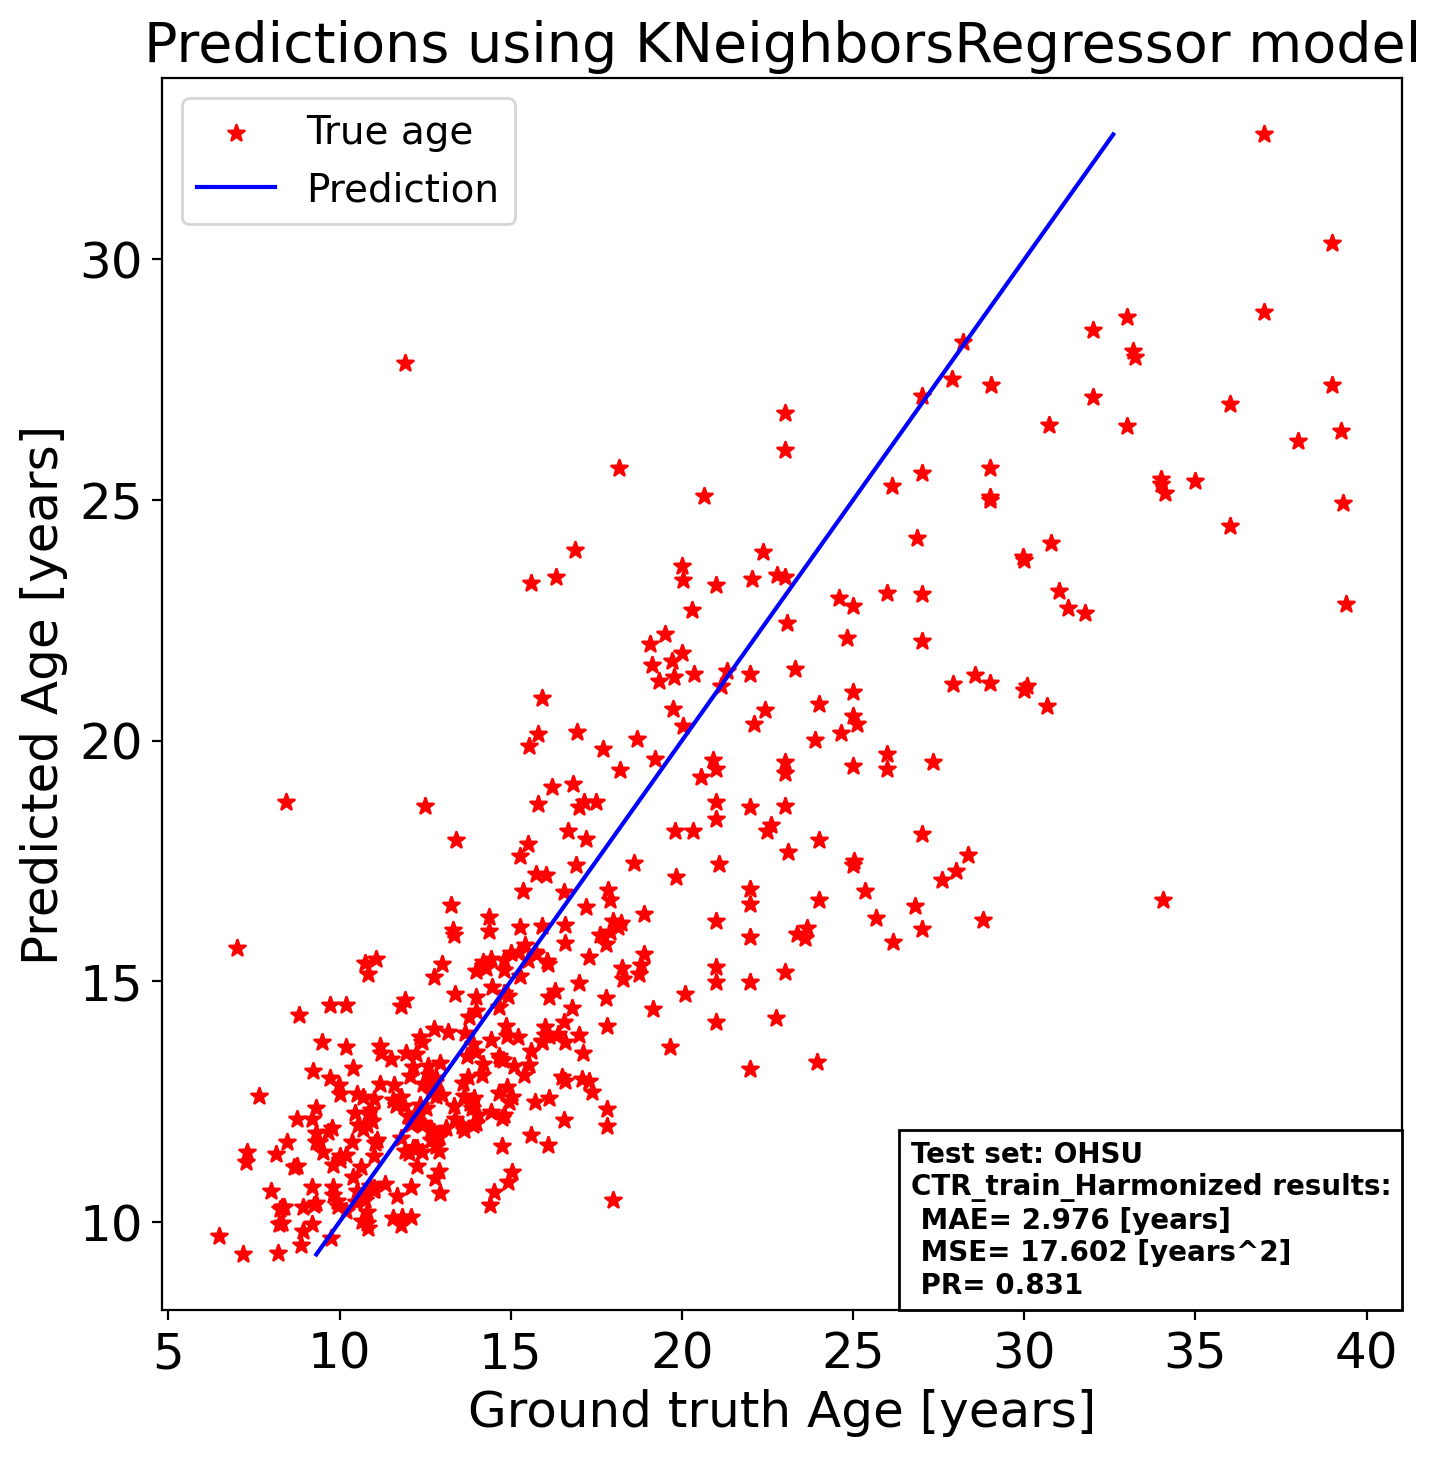 Predictions using KNeighborsRegressor model
True age
Prediction
30
25
20
15
10
Predicted Age [years]
Test set: OHSU
CTR_train_Harmonized results:
MAE= 2.976 [years]
MSE= 17.602 [years^2]
PR= 0.831
5 10 15 20 25 30 35 40
Ground truth Age [years]